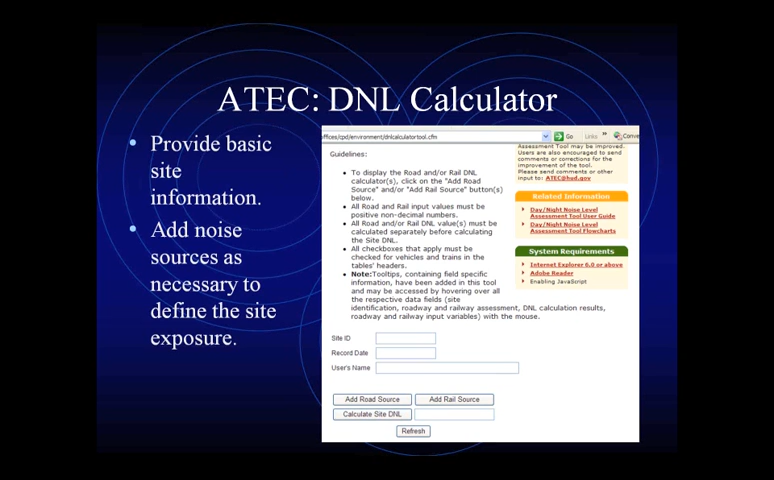 ATEC: DNL Calculator
• Provide basic
site
information.
• Add noise
sources as
necessary to
define the site
exposure.
ffices/cpd/environment/dnlcalculatortool.cfm
Go
Links
»
Conve
Guidelines:
• To display the Road and/or Rail DNL
calculator(s), click on the "Add Road
Source" and/or "Add Rail Source" button(s)
below.
• All Road and Rail input values must be
positive non-decimal numbers.
• All Road and/or Rail DNL value(s) must be
calculated separately before calculating
the Site DNL.
• All checkboxes that apply must be
checked for vehicles and trains in the
tables' headers.
• Note:Tooltips, containing field specific
information, have been added in this tool
and may be accessed by hovering over all
the respective data fields (site
identification, roadway and railway assessment, DNL calculation results,
roadway and railway input variables) with the mouse.
Assessment Tool may be improved.
Users are also encouraged to send
comments or corrections for the
improvement of the tool.
Please send comments or other
input to: ATEC@hud.gov
Related Information
Day/Night Noise Level
Assessment Tool User Guide
Day/Night Noise Level
Assessment Tool Flowcharts
System Requirements
Internet Explorer 6.0 or above
Adobe Reader
Enabling JavaScript
Site ID
Record Date
User's Name
Add Road Source
Add Rail Source
Calculate Site DNL
Refresh